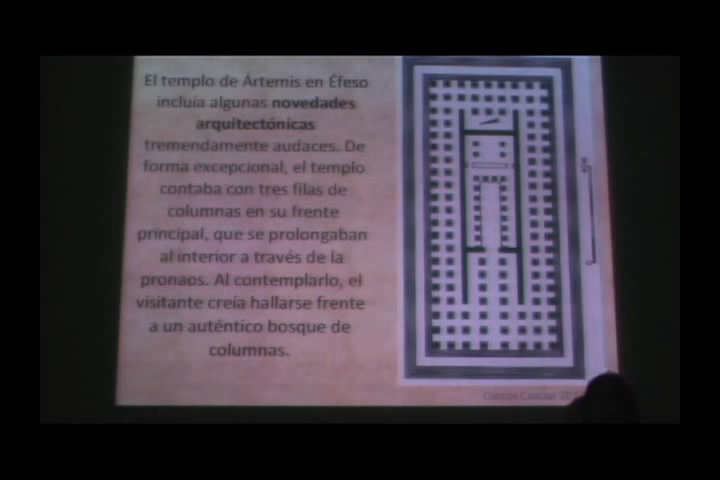 El templo de Ártemis en Éfeso
incluía algunas novedades
arquitectónicas
tremendamente audaces. De
forma excepcional, el templo
contaba con tres filas de
columnas en su frente
principal, que se prolongaban
al interior a través de la
pronaos. Al contemplarlo, el
visitante creía hallarse frente
a un auténtico bosque de
columnas.